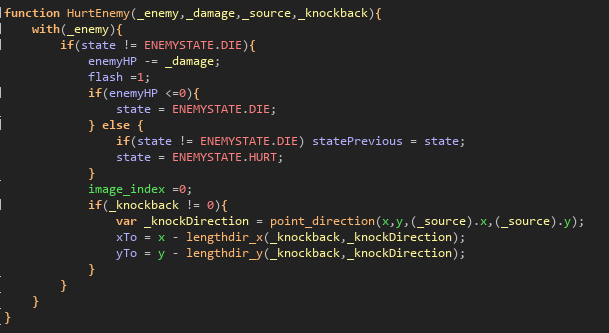 function HurtEnemy(_enemy,_damage,_source,_knockback){
    with(_enemy){
        if(state != ENEMYSTATE.DIE){
            enemyHP -= _damage;
            flash =1;
            if(enemyHP <=0){
                state = ENEMYSTATE.DIE;
            } else {
                if(state != ENEMYSTATE.DIE) statePrevious = state;
                state = ENEMYSTATE.HURT;
            }
            image_index =0;
            if(_knockback != 0){
                var _knockDirection = point_direction(x,y,(_source).x,(_source).y);
                xTo = x - lengthdir_x(_knockback,_knockDirection);
                yTo = y - lengthdir_y(_knockback,_knockDirection);
            }
        }
    }
}